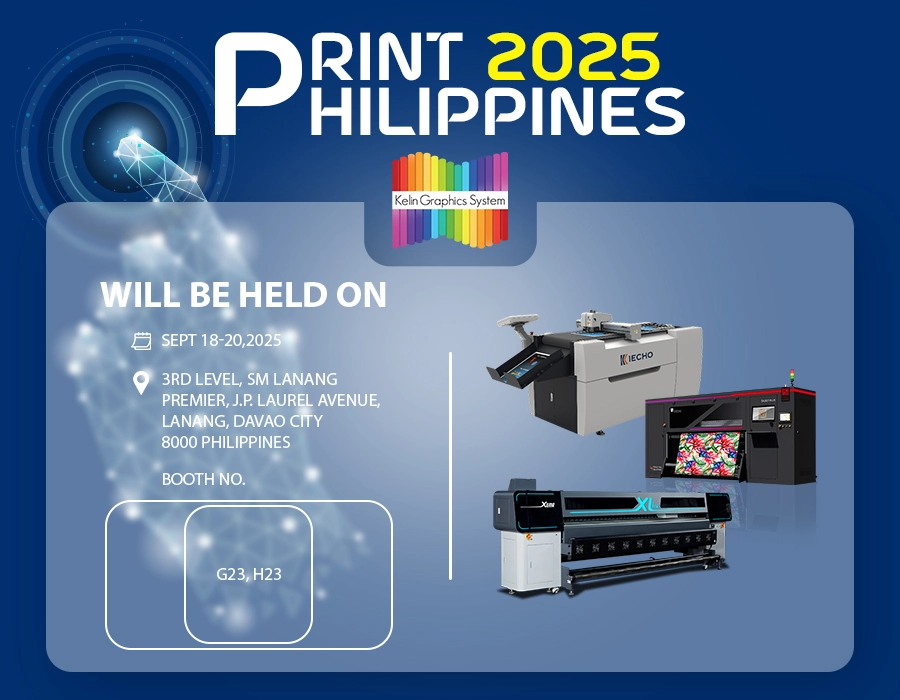 PRINT 2025
PHILIPPINES
Kelin Graphics System
WILL BE HELD ON
SEPT 18-20,2025
3RD LEVEL, SM LANANG
PREMIER, J.P. LAUREL AVENUE,
LANANG, DAVAO CITY
8000 PHILIPPINES
BOOTH NO.
G23, H23
IECHO
XL